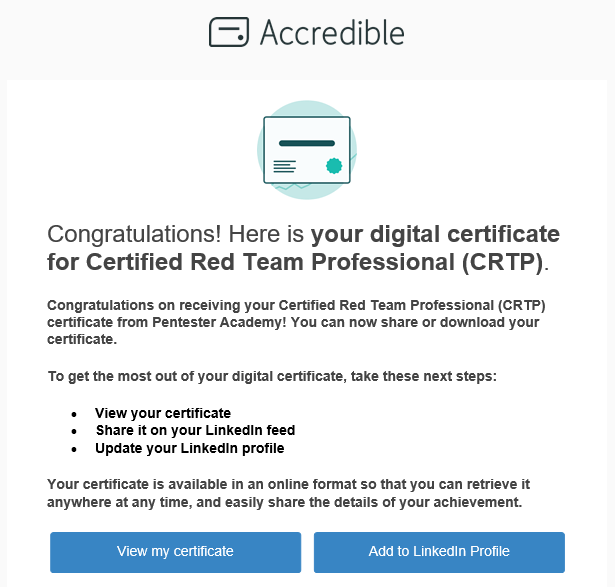 Accredible
Congratulations! Here is your digital certificate
for Certified Red Team Professional (CRTP).
Congratulations on receiving your Certified Red Team Professional (CRTP)
certificate from Pentester Academy! You can now share or download your
certificate.
To get the most out of your digital certificate, take these next steps:
• View your certificate
• Share it on your LinkedIn feed
• Update your LinkedIn profile
Your certificate is available in an online format so that you can retrieve it
anywhere at any time, and easily share the details of your achievement.
View my certificate
Add to LinkedIn Profile